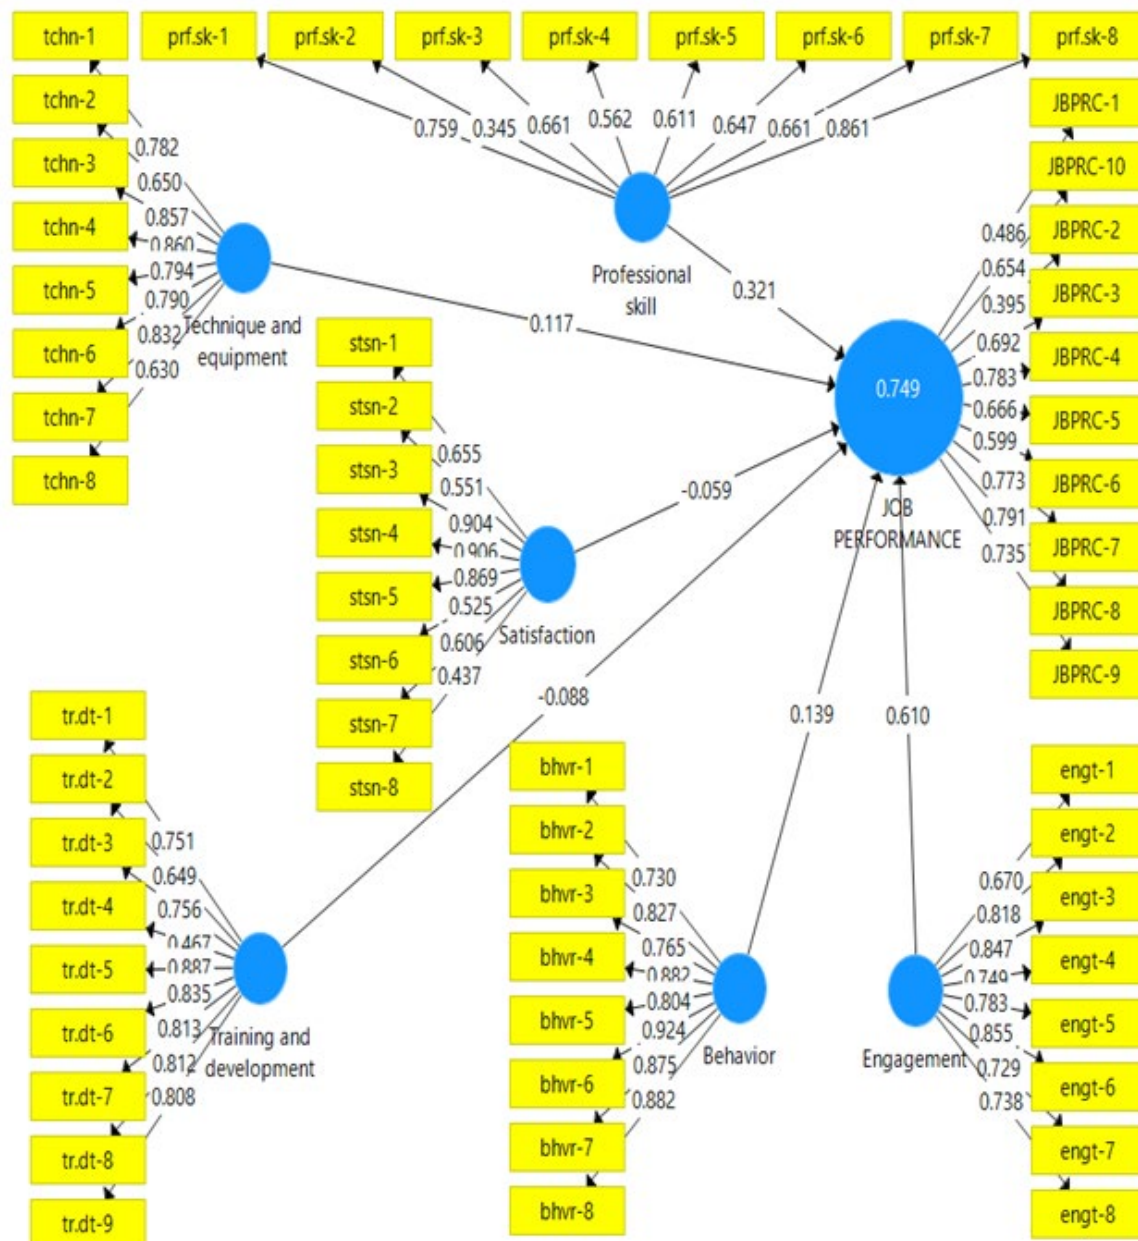 tchn-1
prf.sk-1
prf.sk-2
prf.sk-3
prf.sk-4
prf.sk-5
prf.sk-6
prf.sk-7
prf.sk-8
tchn-2
tchn-3
tchn-4
tchn-5
tchn-6
tchn-7
tchn-8
0.782
0.650
0.857
0.860
0.794
0.790
0.832
0.630
Technique and
equipment
0.759
0.345
0.661
0.562
0.611
0.647
0.661
0.861
Professional
skill
JBPRC-1
JBPRC-10
JBPRC-2
JBPRC-3
JBPRC-4
JBPRC-5
JBPRC-6
JBPRC-7
JBPRC-8
JBPRC-9
0.486
0.654
0.395
0.692
0.783
0.666
0.599
0.773
0.791
0.735
0.749
JOB
PERFORMANCE
0.321
0.117
-0.059
-0.088
0.139
0.610
stsn-1
stsn-2
stsn-3
stsn-4
stsn-5
stsn-6
stsn-7
stsn-8
0.655
0.551
0.904
0.906
0.869
0.525
0.606
0.437
Satisfaction
tr.dt-1
tr.dt-2
tr.dt-3
tr.dt-4
tr.dt-5
tr.dt-6
tr.dt-7
tr.dt-8
tr.dt-9
0.751
0.649
0.756
0.467
0.887
0.835
0.813
0.812
0.808
Training and
development
bhvr-1
bhvr-2
bhvr-3
bhvr-4
bhvr-5
bhvr-6
bhvr-7
bhvr-8
0.730
0.827
0.765
0.882
0.804
0.924
0.875
0.882
Behavior
engt-1
engt-2
engt-3
engt-4
engt-5
engt-6
engt-7
engt-8
0.670
0.818
0.847
0.749
0.783
0.855
0.729
0.738
Engagement